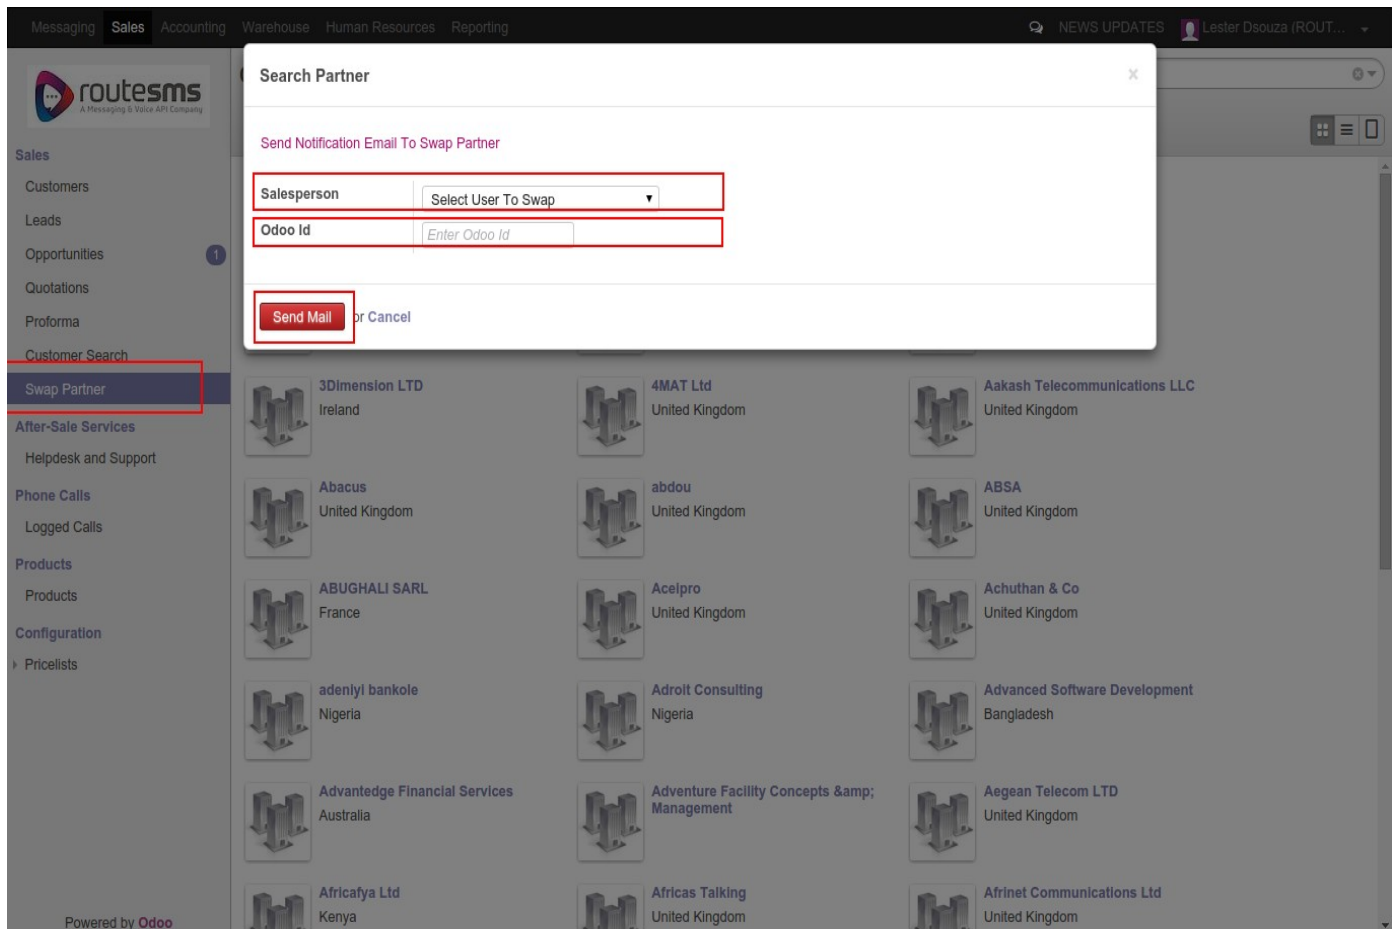 Messaging Sales Accounting Warehouse Human Resources Reporting NEWS UPDATES Lester Dsouza (ROUT...
routesms
A Messaging & Voice API Company
Search Partner ×
Send Notification Email To Swap Partner
Salesperson Select User To Swap
Odoo Id Enter Odoo Id
Send Mail or Cancel
Sales
Customers
Leads
Opportunities 1
Quotations
Proforma
Customer Search
Swap Partner
After-Sale Services
Helpdesk and Support
Phone Calls
Logged Calls
Products
Products
Configuration
Pricelists
Powered by Odoo
3Dimension LTD
Ireland
4MAT Ltd
United Kingdom
Aakash Telecommunications LLC
United Kingdom
Abacus
United Kingdom
abdou
United Kingdom
ABSA
United Kingdom
ABUGHALI SARL
France
Aceipro
United Kingdom
Achuthan & Co
United Kingdom
adeniyi bankole
Nigeria
Adroit Consulting
Nigeria
Advanced Software Development
Bangladesh
Advantedge Financial Services
Australia
Adventure Facility Concepts &amp;
Management
Aegean Telecom LTD
United Kingdom
Africafya Ltd
Kenya
Africas Talking
United Kingdom
Afrinet Communications Ltd
United Kingdom